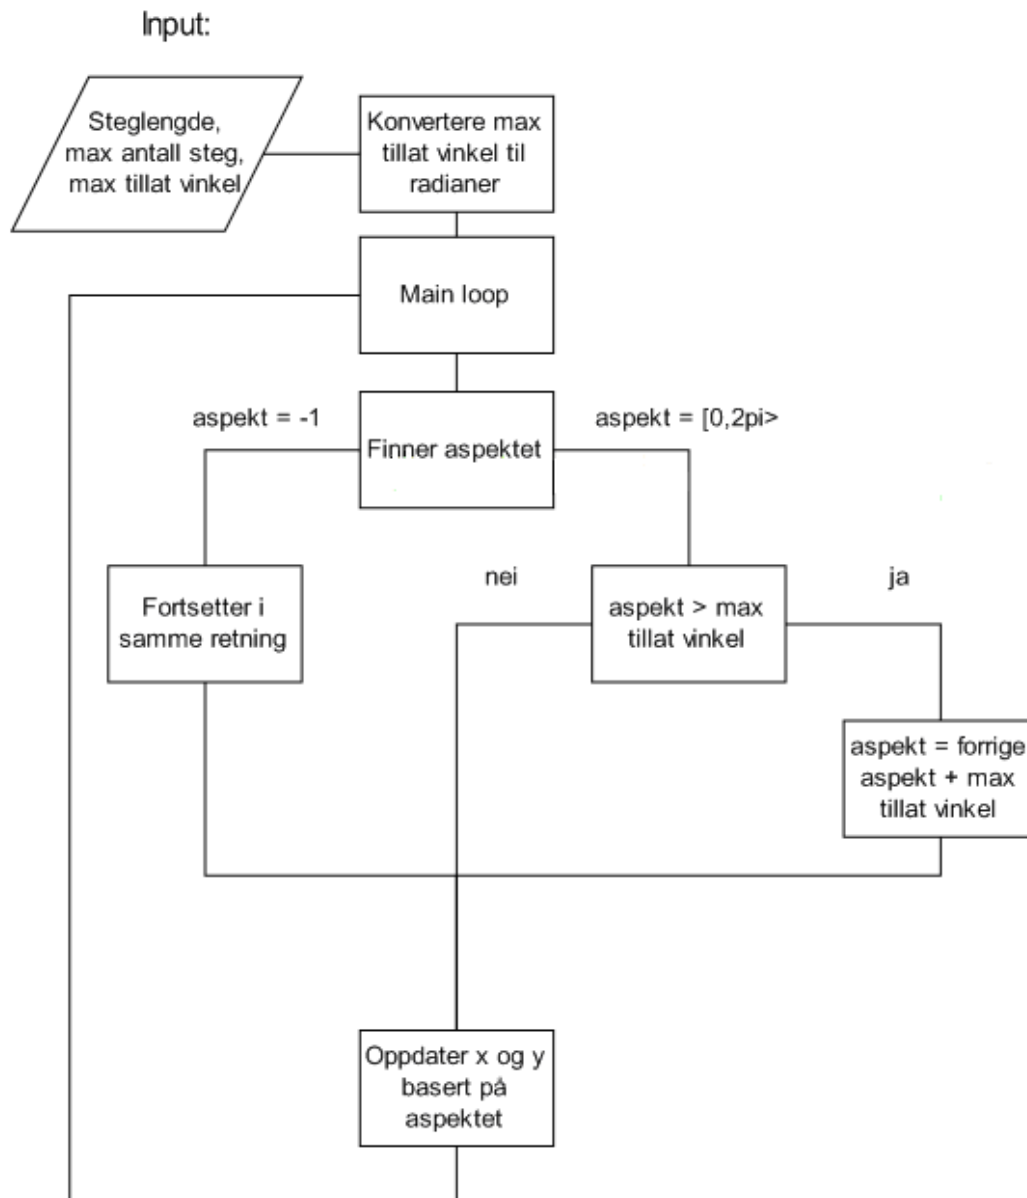 Input:
Steglengde,
max antall steg,
max tillat vinkel
Konvertere max
tillat vinkel til
radianer
Main loop
aspekt = -1
Finner aspektet
aspekt = [0,2pi>
Fortsetter i
samme retning
nei
aspekt > max
tillat vinkel
ja
aspekt = forrige
aspekt + max
tillat vinkel
Oppdater x og y
basert på
aspektet